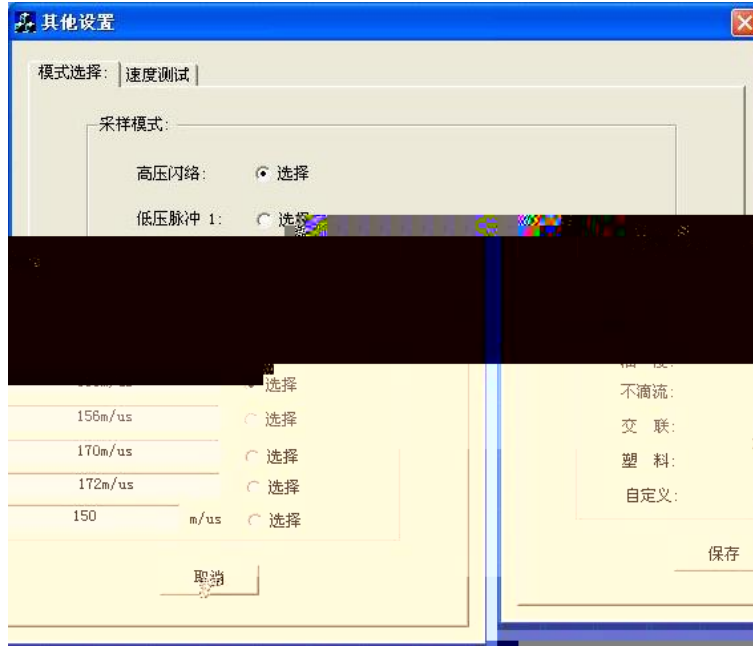 其他设置
模式选择: 速度测试
采样模式:
高压闪络: 选择
低压脉冲 1: 选择
选择
156m/us 选择
170m/us 选择
172m/us 选择
150 m/us 选择
取消
不滴流:
交 联:
塑 料:
自定义:
保存